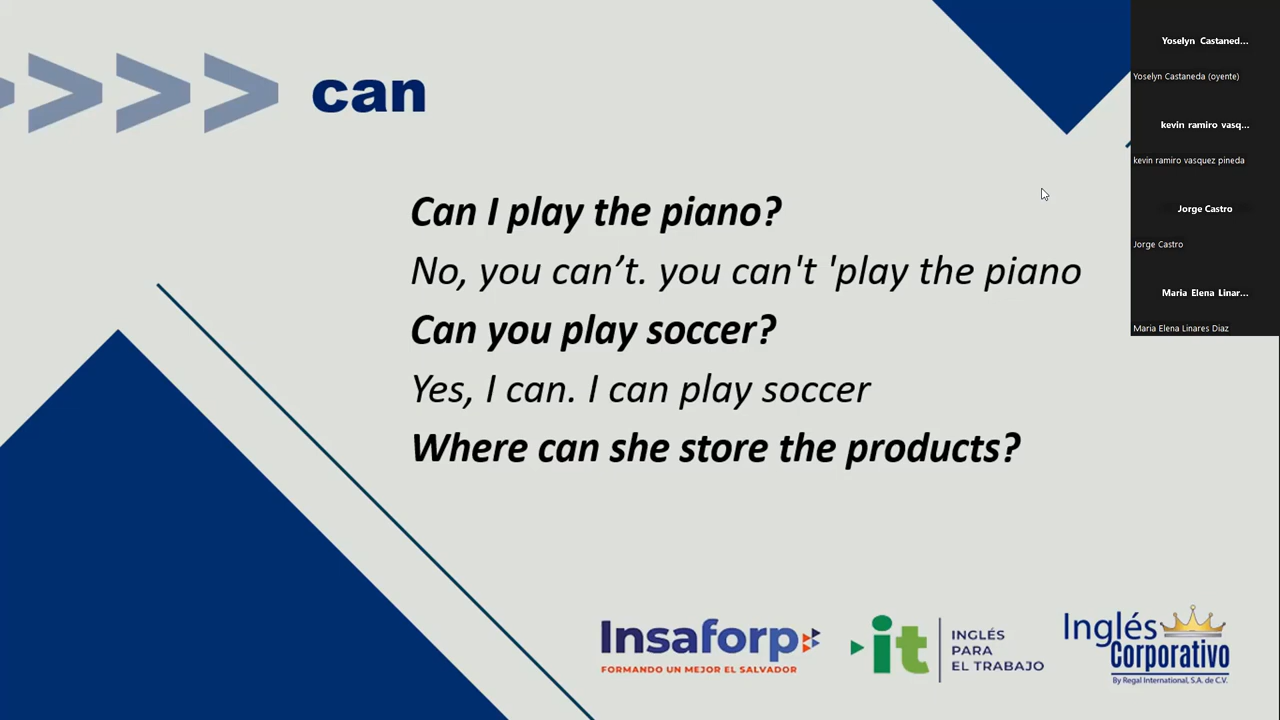 >>>> can
Can I play the piano?
No, you can’t. you can't 'play the piano
Can you play soccer?
Yes, I can. I can play soccer
Where can she store the products?
Yoselyn Castaned...
Yoselyn Castaneda (oyente)
kevin ramiro vasq...
kevin ramiro vasquez pineda
Jorge Castro
Jorge Castro
Maria Elena Linar...
Maria Elena Linares Diaz
Insaforp
FORMANDO UN MEJOR EL SALVADOR
it
INGLÉS
PARA
EL TRABAJO
Inglés
Corporativo
By Regal International, S.A. de C.V.